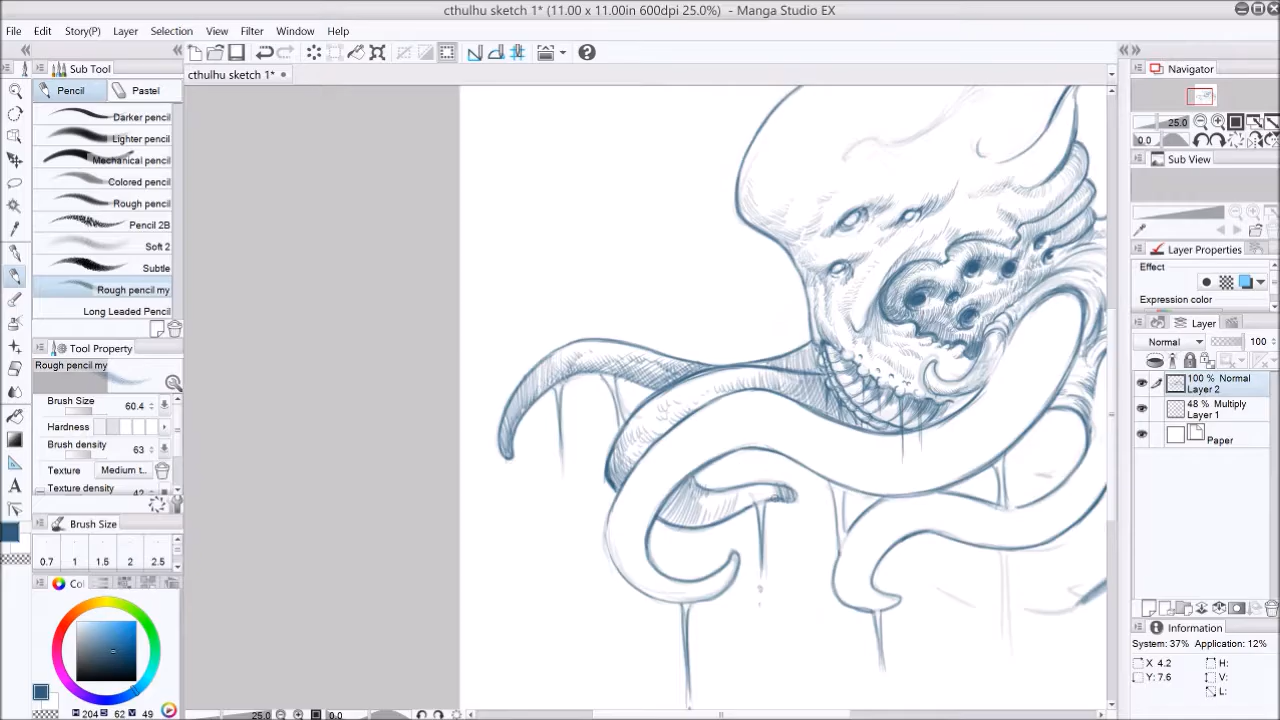 cthulhu sketch 1* (11.00 x 11.00in 600dpi 25.0%) - Manga Studio EX
File Edit Story(P) Layer Selection View Filter Window Help
Sub Tool
cthulhu sketch 1*
Navigator
Pencil Pastel
Darker pencil
Lighter pencil
Mechanical pencil
Colored pencil
Rough pencil
Pencil 2B
Soft 2
Subtle
Rough pencil my
Long Leaded Pencil
Tool Property
Rough pencil my
Brush Size 60.4
Hardness
Brush density 63
Texture Medium t..
Texture density 42
Brush Size
0.7 1 1.5 2 2.5
Col
204 62 49
25.0 0.0
25.0
0.0
Sub View
Layer Properties
Effect
Expression color
Layer
Normal 100
100 % Normal
Layer 2
48 % Multiply
Layer 1
Paper
Information
System: 37% Application: 12%
X: 4.2 H:
Y: 7.6 V:
L: